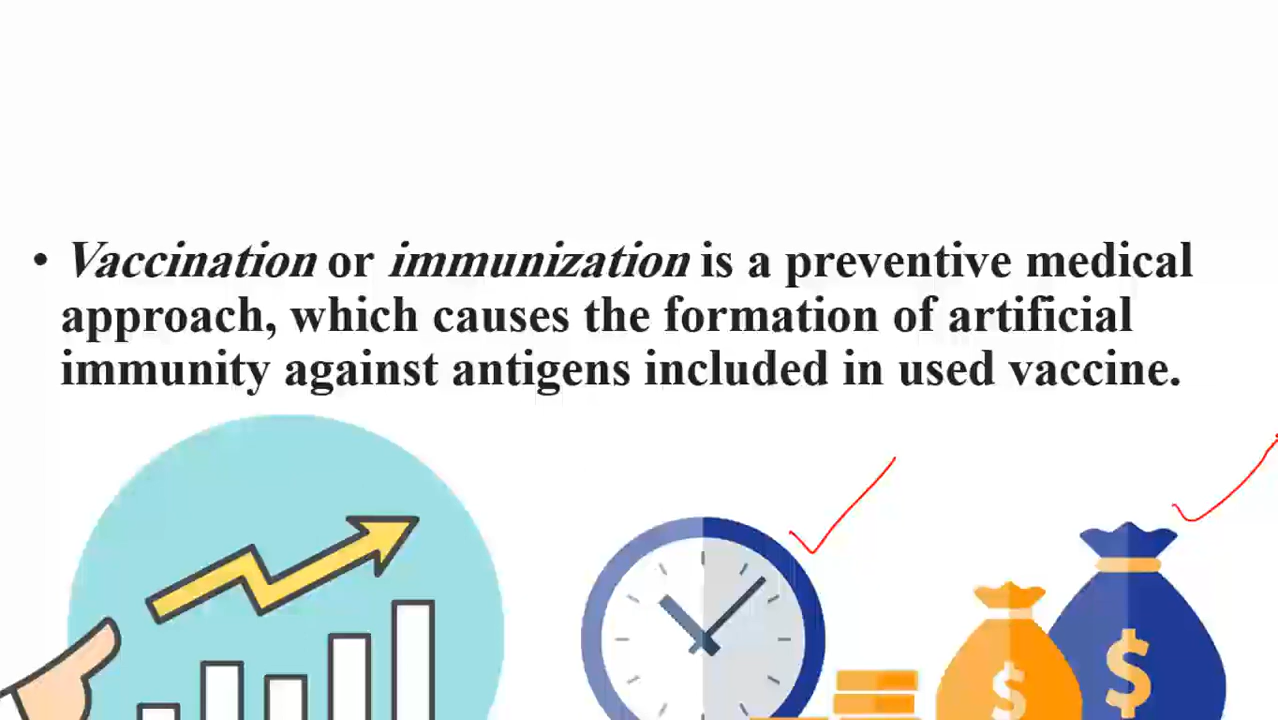 • Vaccination or immunization is a preventive medical
approach, which causes the formation of artificial
immunity against antigens included in used vaccine.
$
$